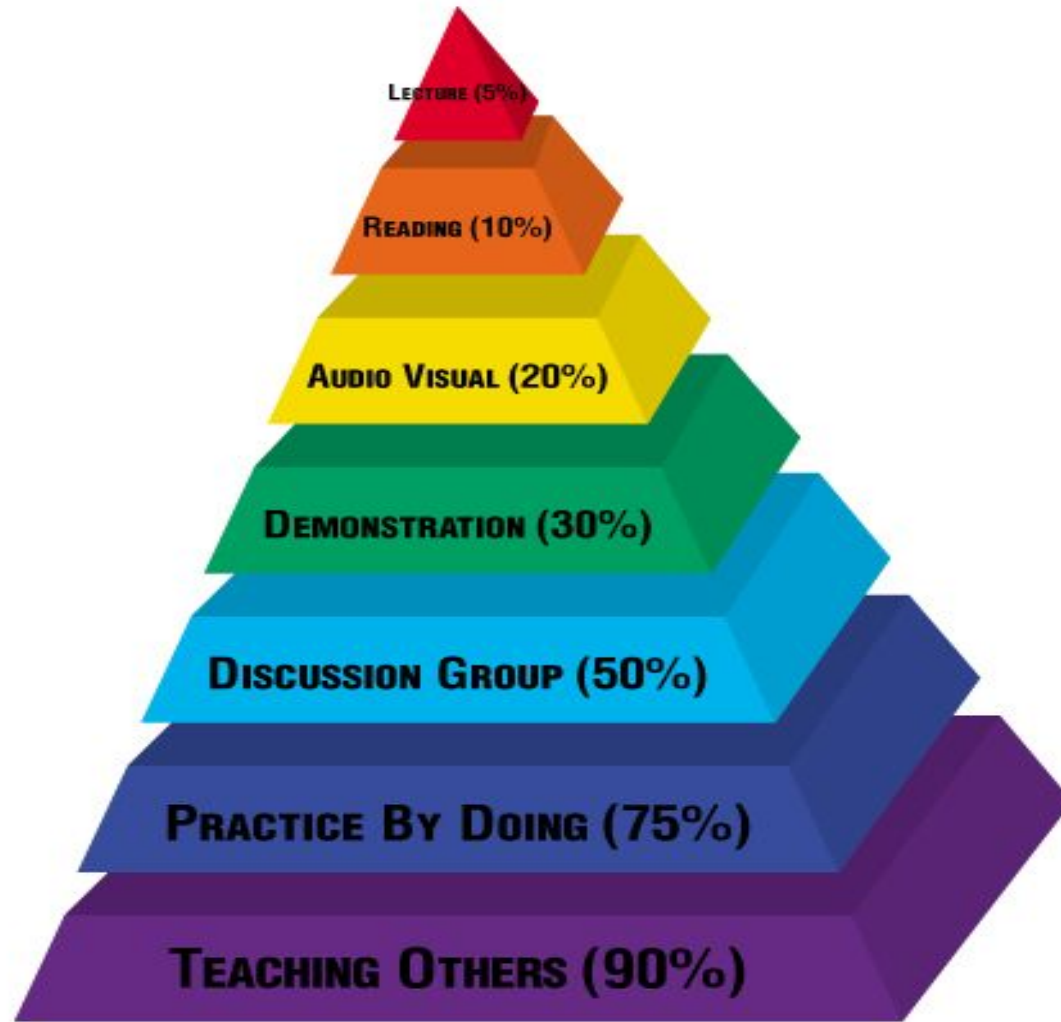 Lecture (5%)
Reading (10%)
Audio Visual (20%)
Demonstration (30%)
Discussion Group (50%)
Practice By Doing (75%)
Teaching Others (90%)